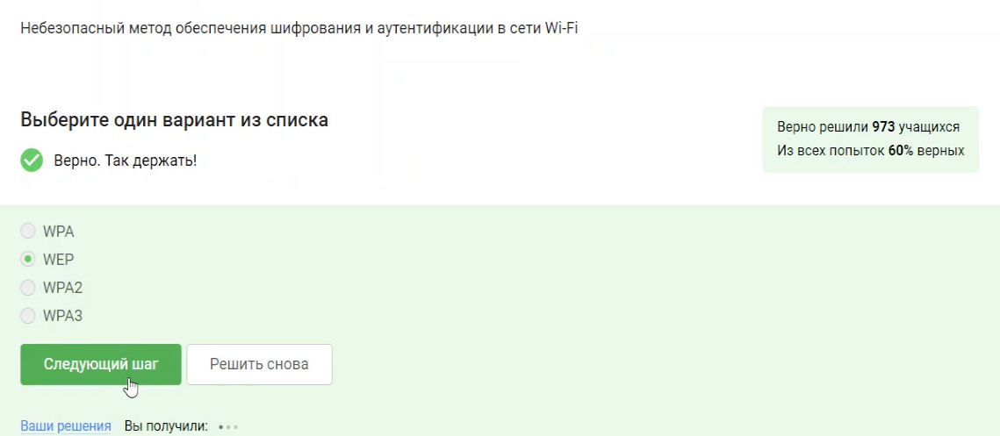 Небезопасный метод обеспечения шифрования и аутентификации в сети Wi-Fi
Выберите один вариант из списка
Верно. Так держать!
Верно решили 973 учащихся
Из всех попыток 60% верных
WPA
WEP
WPA2
WPA3
Следующий шаг
Решить снова
Ваши решения Вы получили: